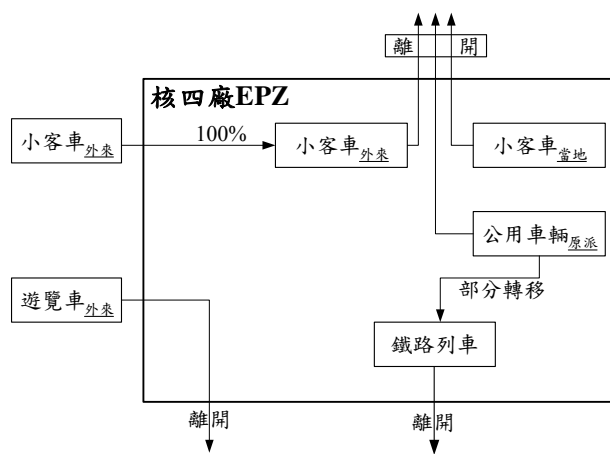 離 開
核四廠EPZ
小客車外來
100%
小客車外來
小客車當地
公用車輛原派
遊覽車外來
部分轉移
鐵路列車
離開
離開